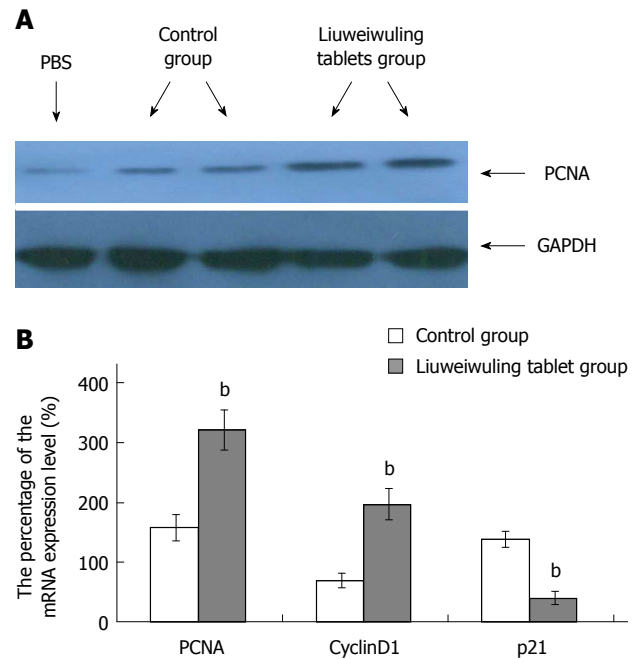 A
PBS
Control
group
Liuweiwuling
tablets group
PCNA
GAPDH
B
Control group
Liuweiwuling tablet group
The percentage of the
mRNA expression level (%)
400
300
200
100
0
b
b
b
PCNA
CyclinD1
p21